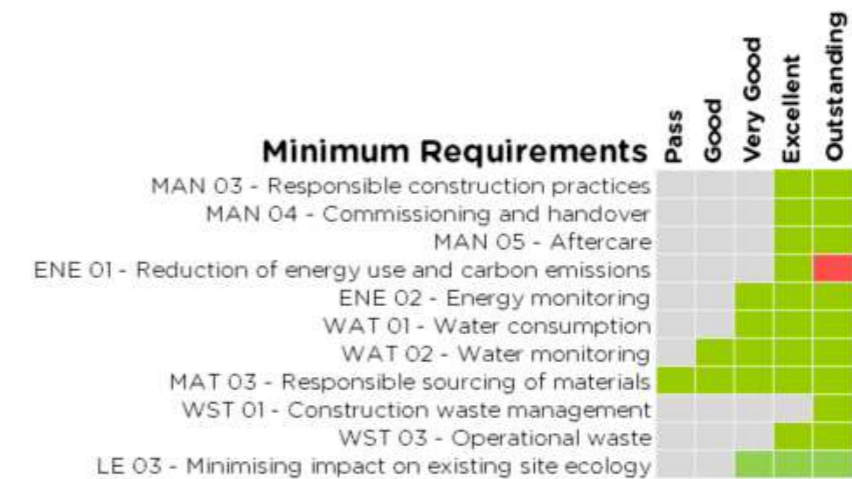 Minimum Requirements
Pass
Good
Very Good
Excellent
Outstanding
MAN 03 - Responsible construction practices
MAN 04 - Commissioning and handover
MAN 05 - Aftercare
ENE 01 - Reduction of energy use and carbon emissions
ENE 02 - Energy monitoring
WAT 01 - Water consumption
WAT 02 - Water monitoring
MAT 03 - Responsible sourcing of materials
WST 01 - Construction waste management
WST 03 - Operational waste
LE 03 - Minimising impact on existing site ecology